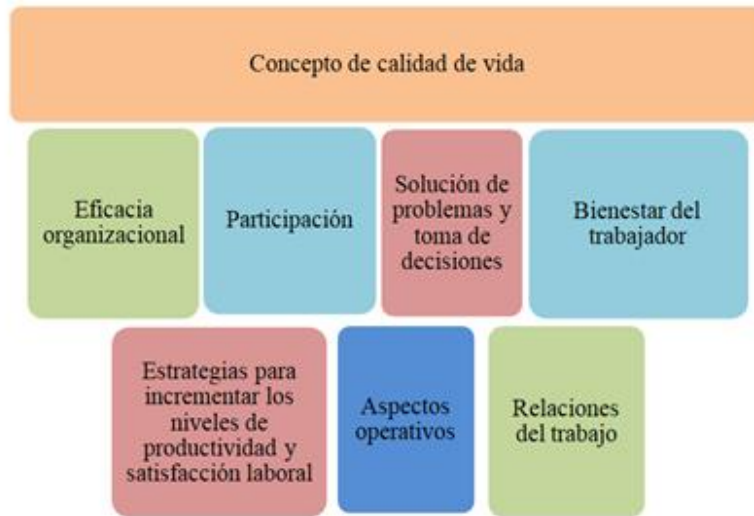 Concepto de calidad de vida
Eficacia
organizacional
Participación
Solución de
problemas y
toma de
decisiones
Bienestar del
trabajador
Estrategias para
incrementar los
niveles de
productividad y
satisfacción laboral
Aspectos
operativos
Relaciones
del trabajo